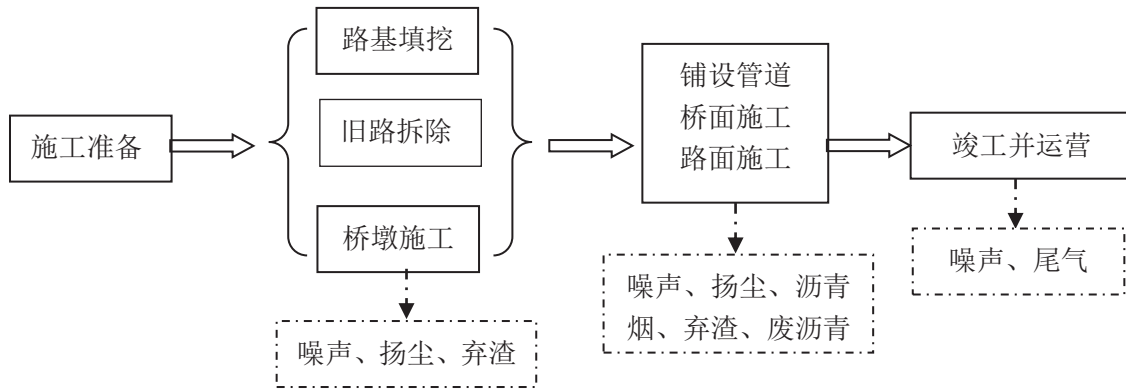 施工准备
路基填挖
旧路拆除
桥墩施工
噪声、扬尘、弃渣
铺设管道
桥面施工
路面施工
噪声、扬尘、沥青
烟、弃渣、废沥青
竣工并运营
噪声、尾气